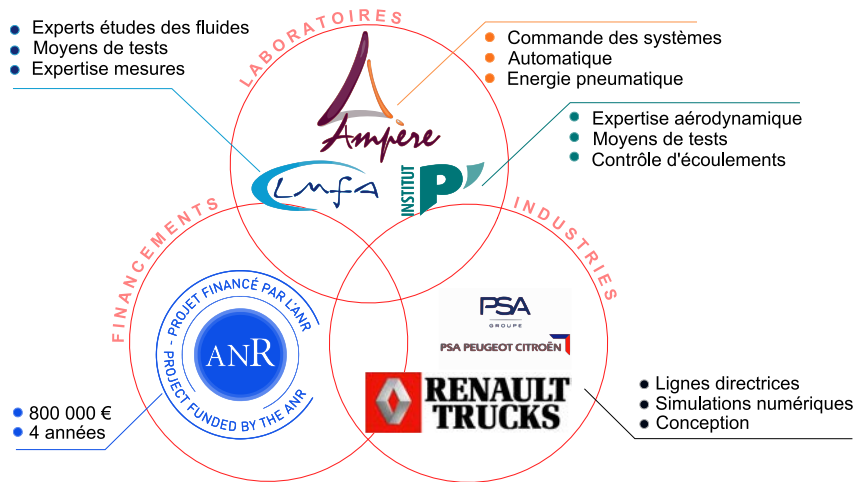 LABORATOIRES
Experts études des fluides
Moyens de tests
Expertise mesures
Commande des systèmes
Automatique
Energie pneumatique
Ampère
Expertise aérodynamique
Moyens de tests
Contrôle d'écoulements
LMFA
INSTITUT P'
FINANCEMENTS
INDUSTRIES
- PROJET FINANCÉ PAR L'ANR
ANR
PROJECT FUNDED BY THE ANR
PSA
GROUPE
PSA PEUGEOT CITROËN
RENAULT
TRUCKS
800 000 €
4 années
Lignes directrices
Simulations numériques
Conception